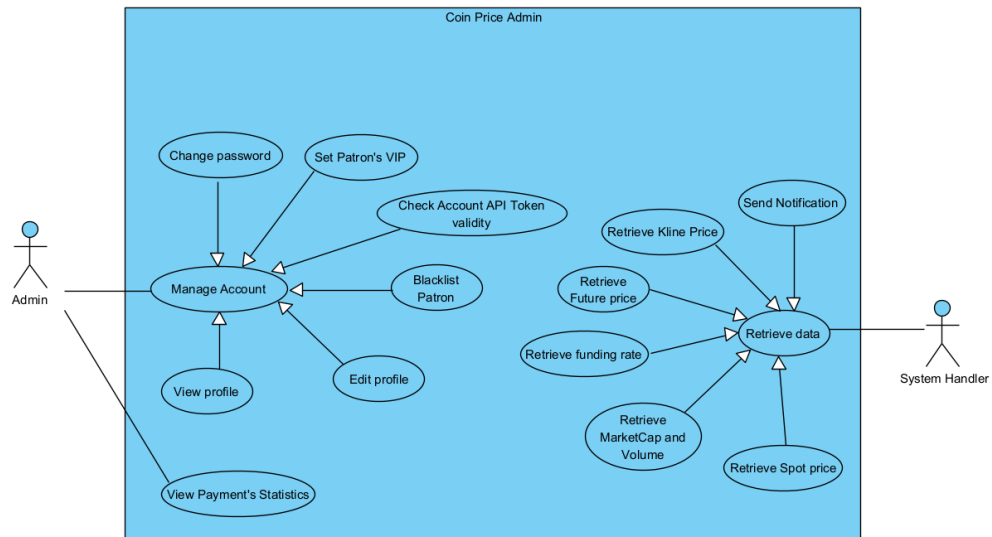 Coin Price Admin
Change password
Set Patron's VIP
Check Account API Token
validity
Send Notification
Retrieve Kline Price
Manage Account
Blacklist
Patron
Retrieve
Future price
Admin
Retrieve data
Retrieve funding rate
System Handler
View profile
Edit profile
Retrieve
MarketCap and
Volume
Retrieve Spot price
View Payment's Statistics